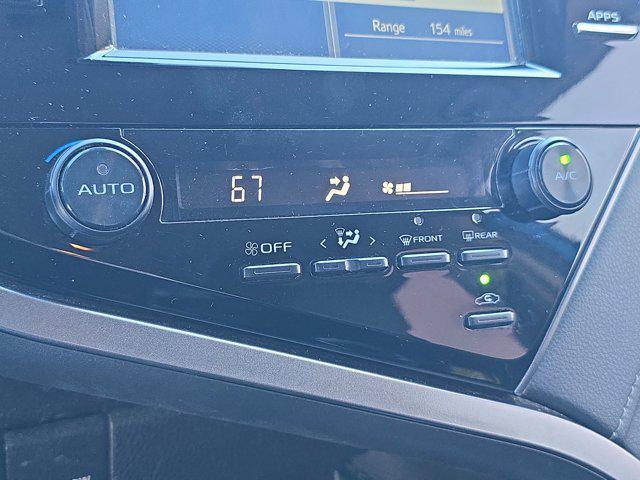 APPS
Range 154 miles
AUTO
67
A/C
OFF
FRONT
REAR